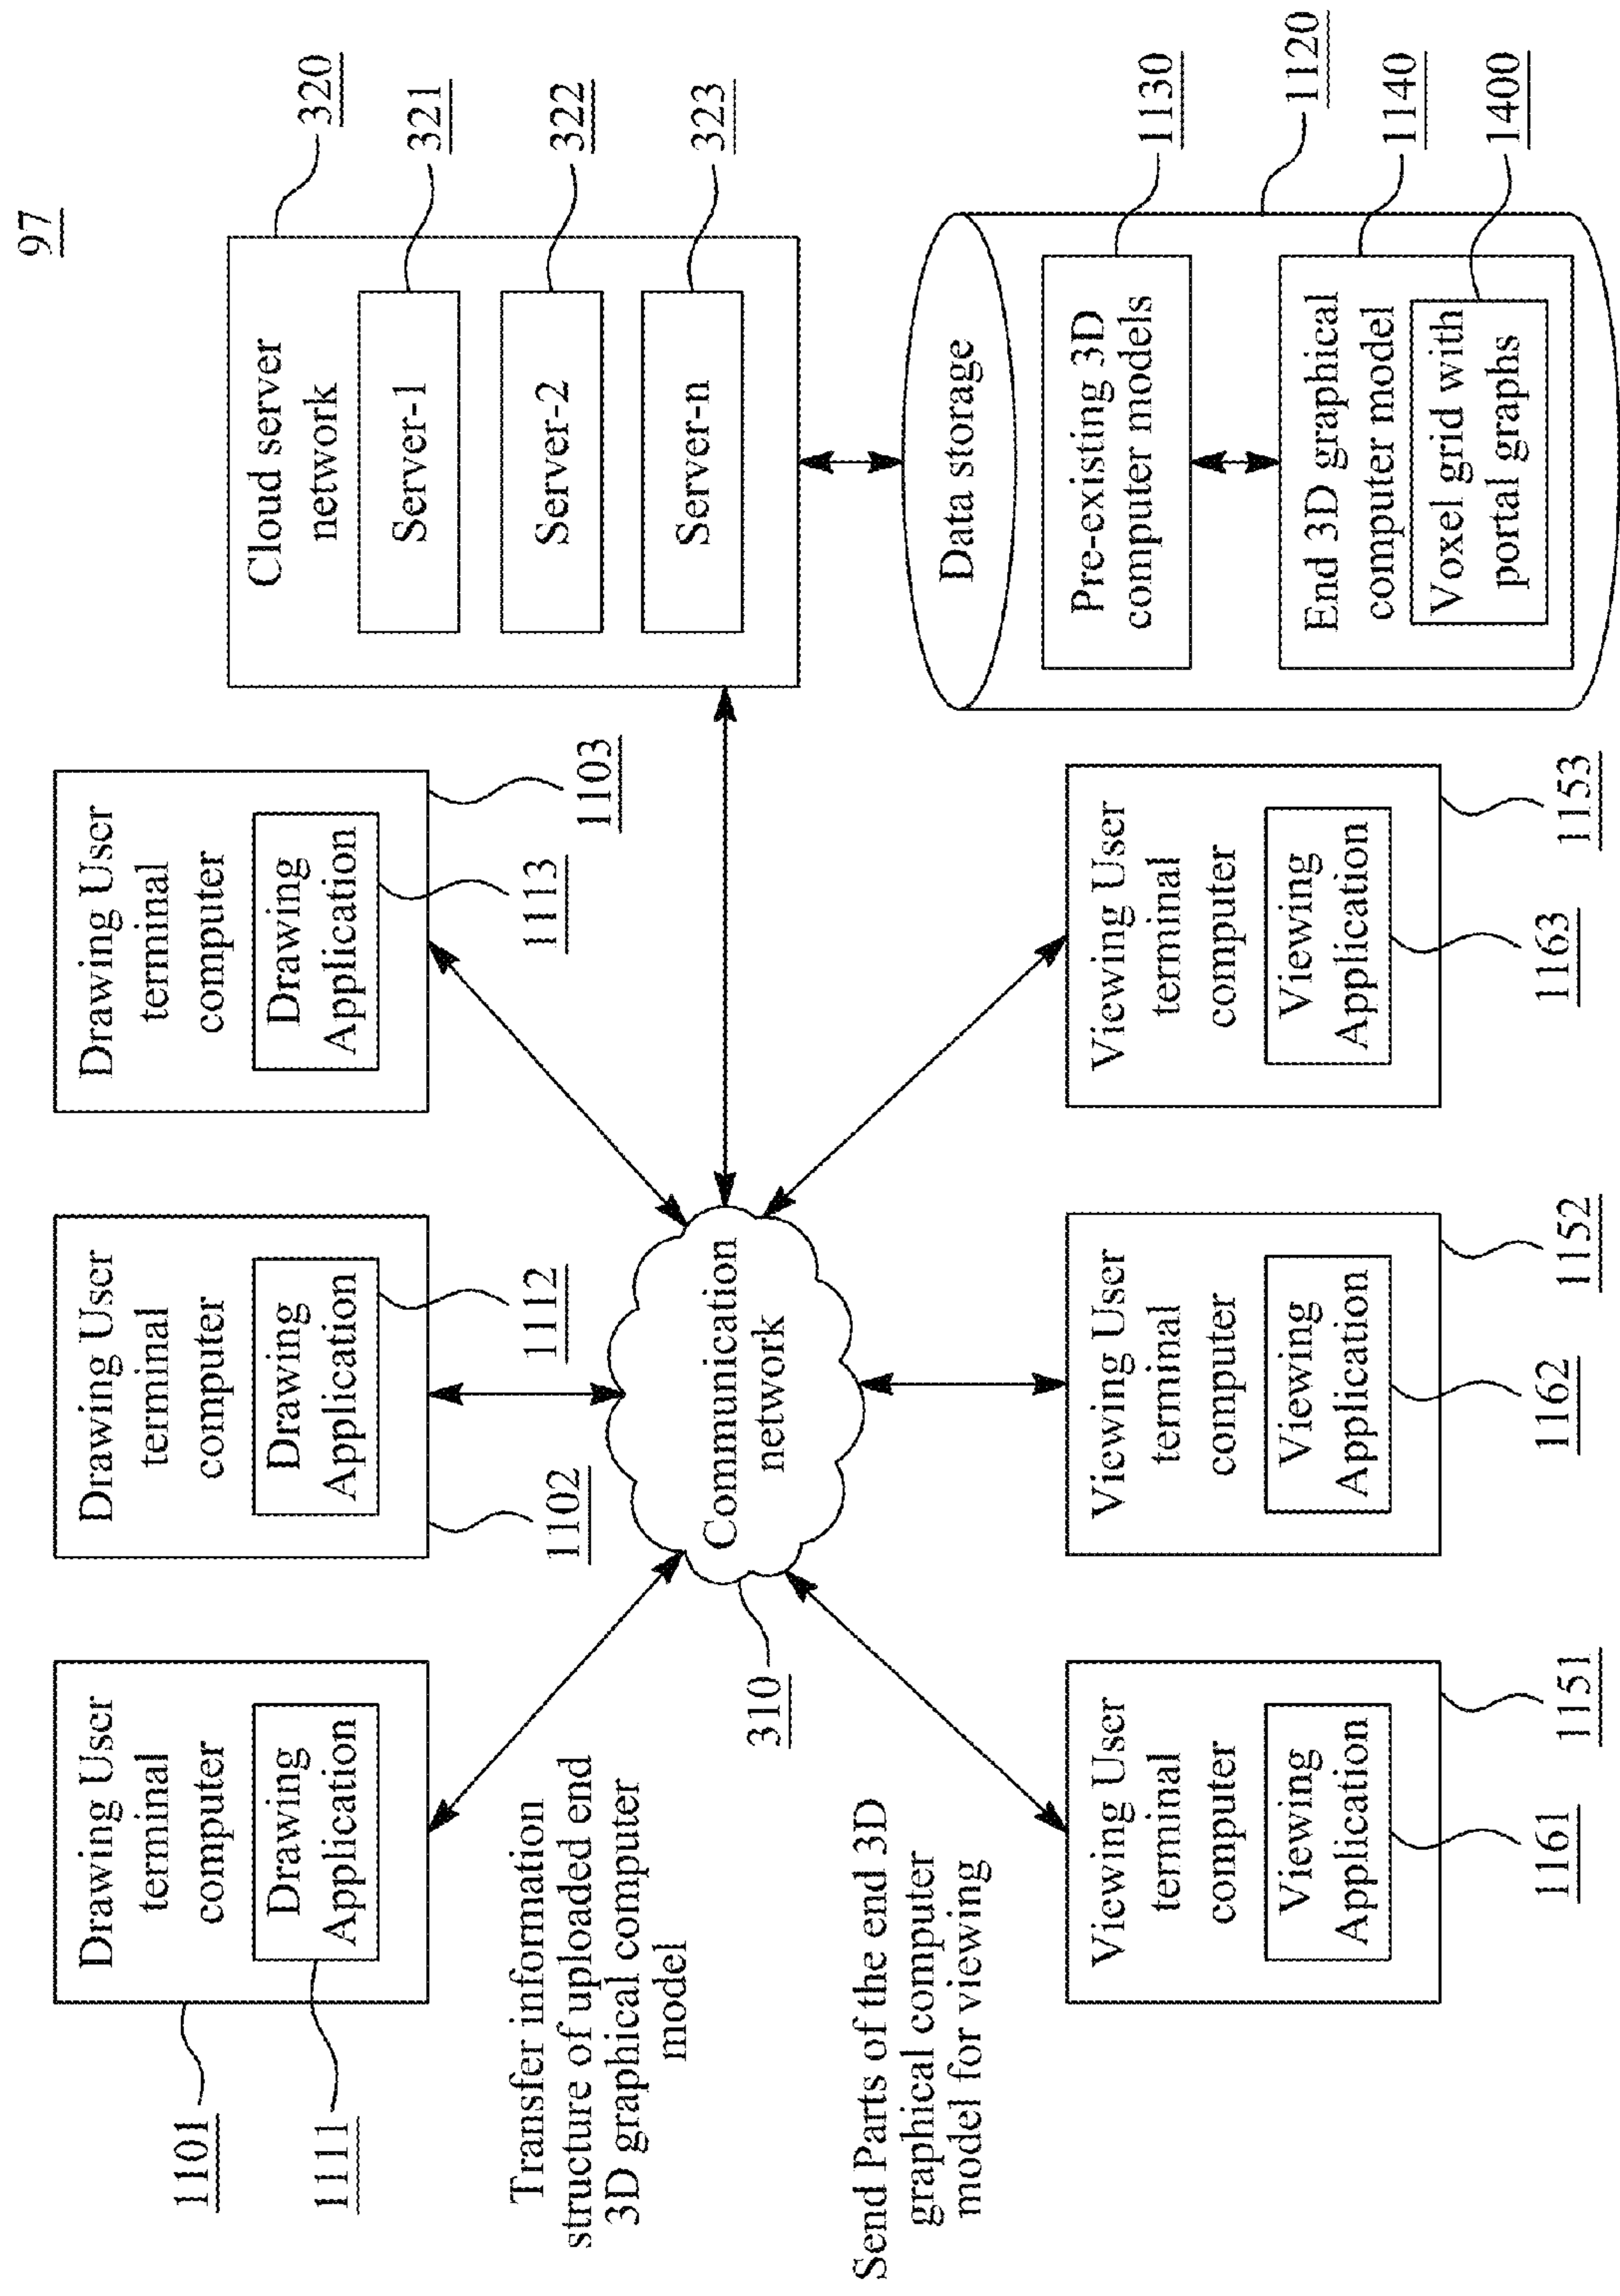 97
Drawing User
terminal
computer
Drawing
Application
1101
1111
Drawing User
terminal
computer
Drawing
Application
1102
1112
Drawing User
terminal
computer
Drawing
Application
1103
1113
Cloud server
network
Server-1
Server-2
Server-n
320
321
322
323
Transfer information
structure of uploaded end
3D graphical computer
model
Communication
network
310
Send Parts of the end 3D
graphical computer
model for viewing
Data storage
Pre-existing 3D
computer models
End 3D graphical
computer model
Voxel grid with
portal graphs
1130
1120
1140
1400
Viewing User
terminal
computer
Viewing
Application
1161
1151
Viewing User
terminal
computer
Viewing
Application
1162
1152
Viewing User
terminal
computer
Viewing
Application
1163
1153